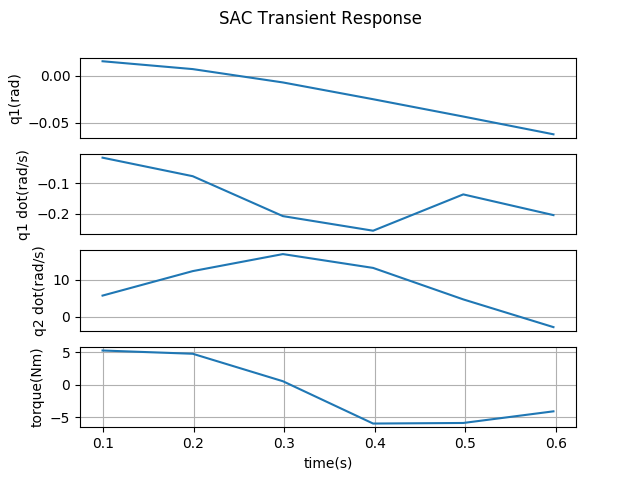 SAC Transient Response
q1(rad)
0.00
−0.05
q1 dot(rad/s)
−0.1
−0.2
q2 dot(rad/s)
10
0
torque(Nm)
5
0
−5
0.1 0.2 0.3 0.4 0.5 0.6
time(s)